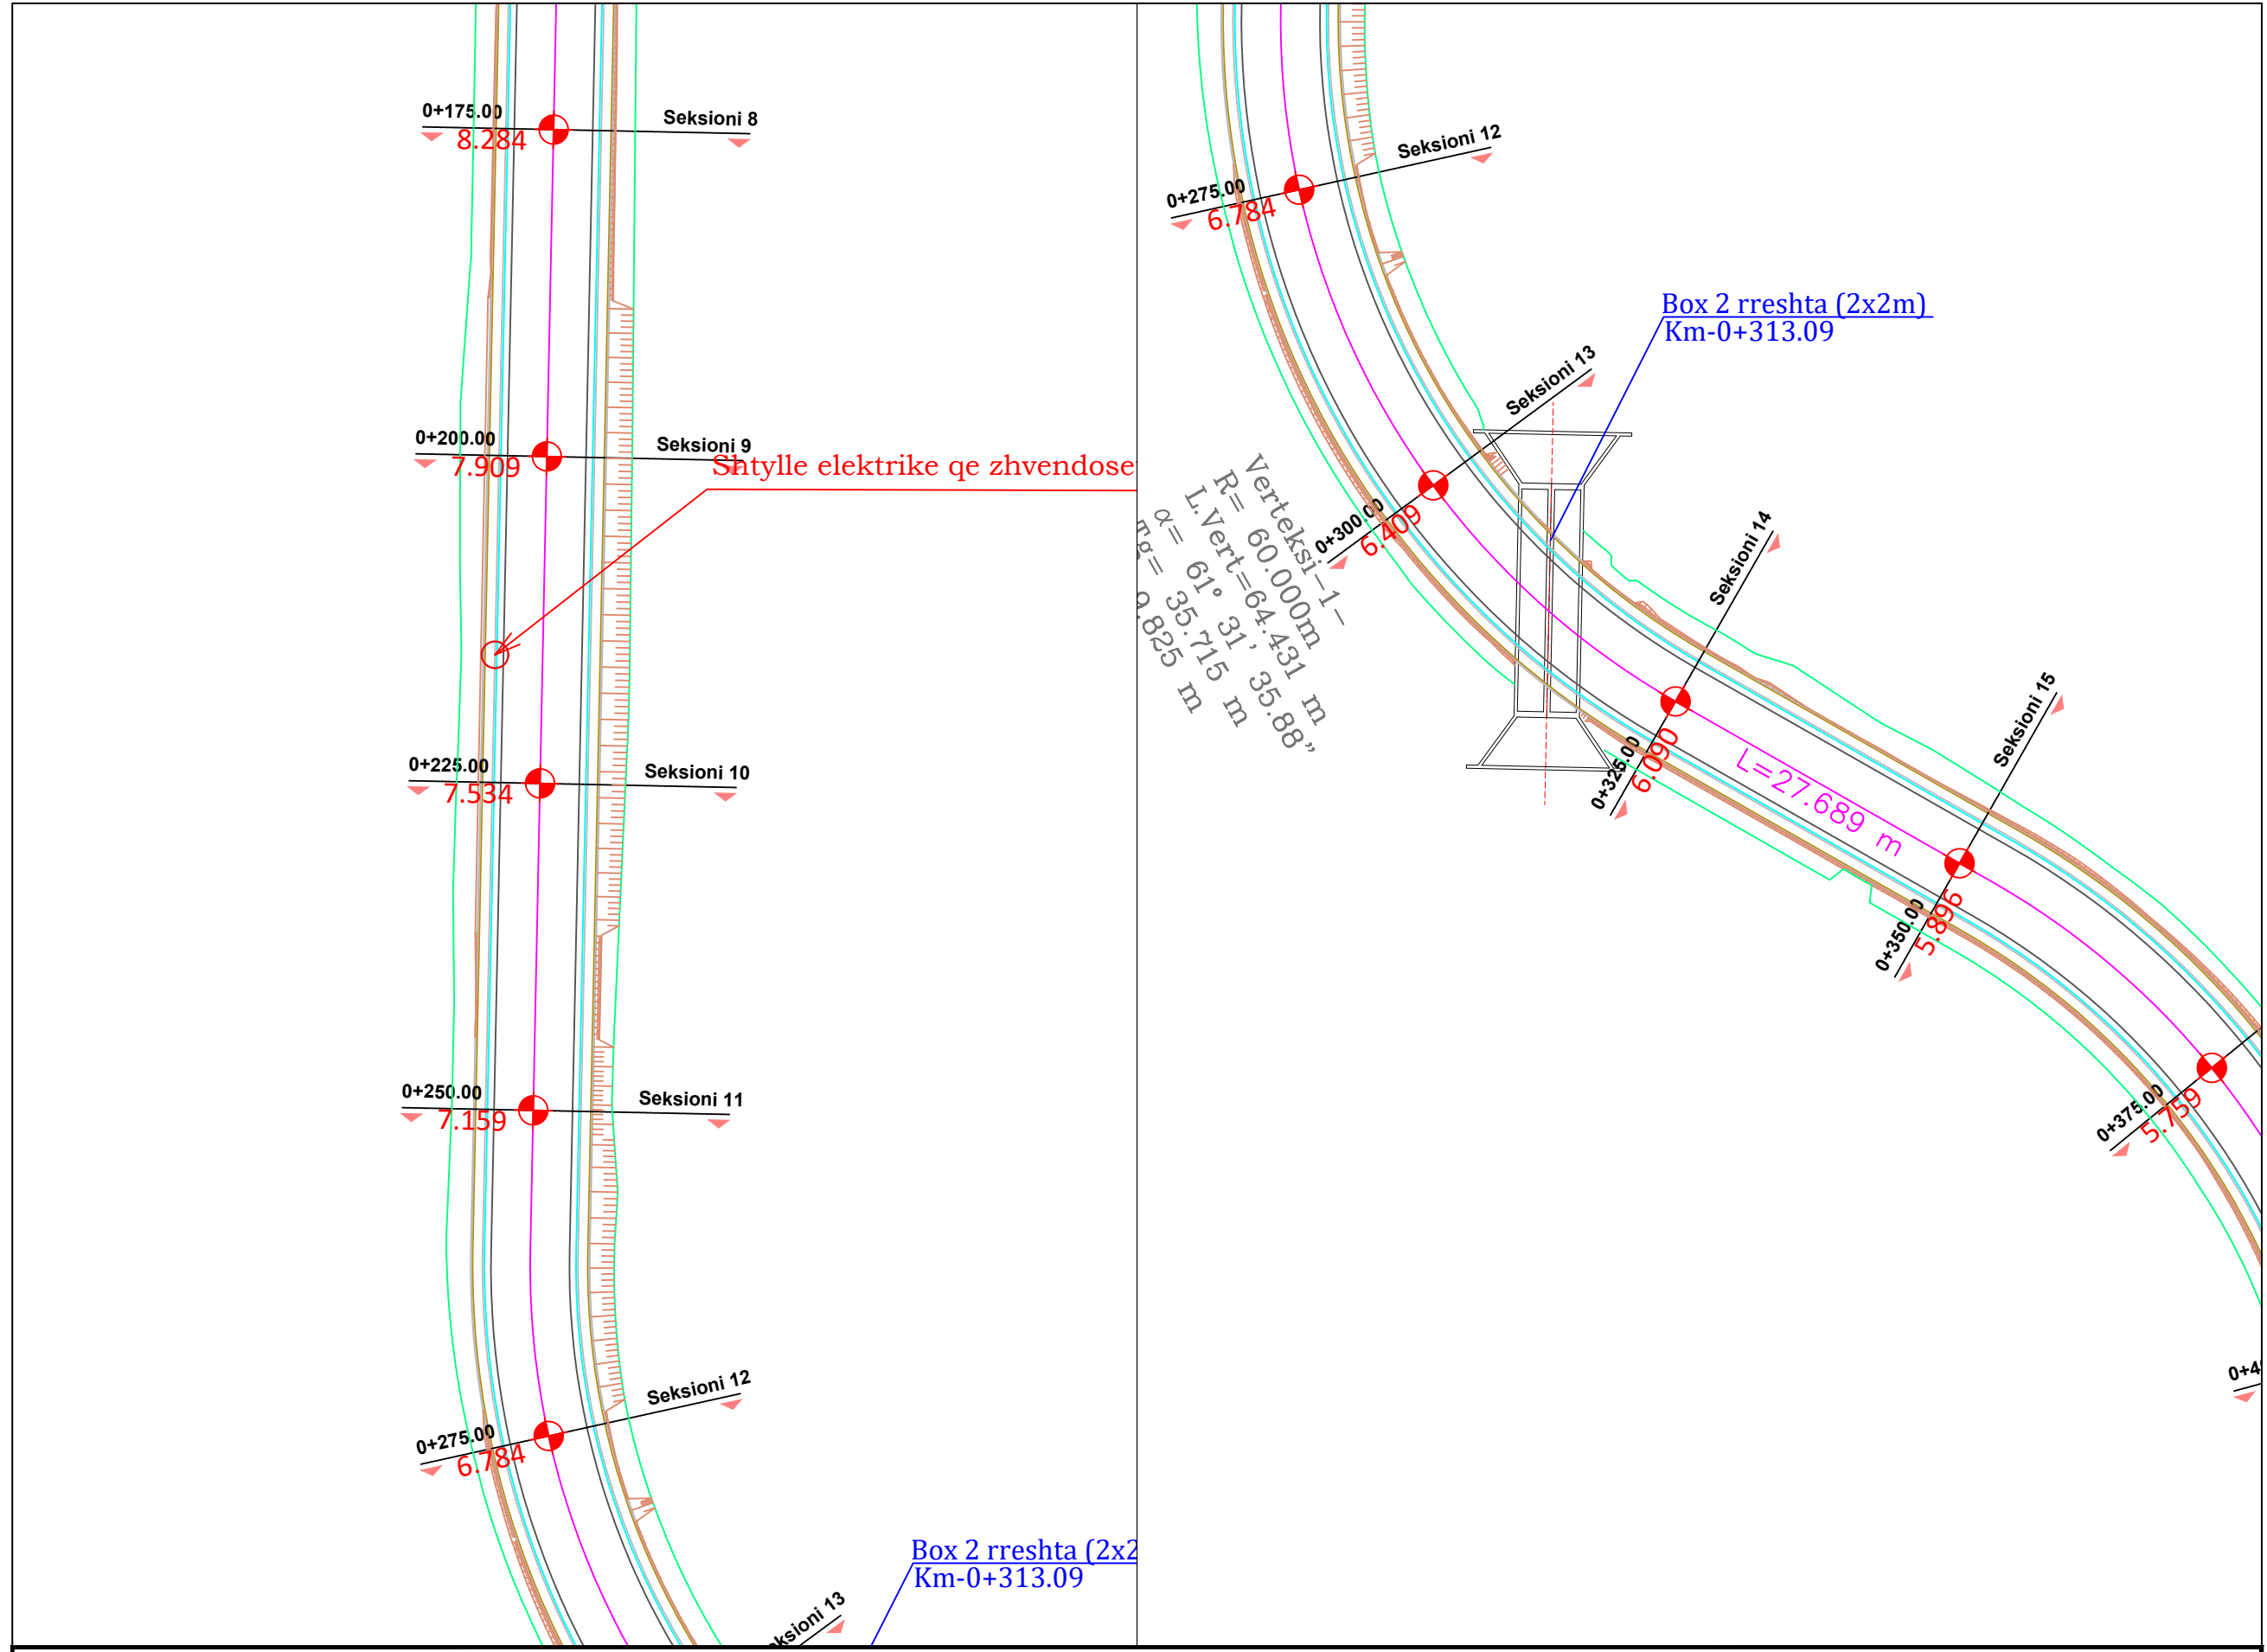 0+175.00
Seksioni 8
8.284
0+200.00
Seksioni 9
7.909
Shtylle elektrike qe zhvendose
0+225.00
Seksioni 10
7.534
0+250.00
Seksioni 11
7.159
Seksioni 12
0+275.00
6.784
Box 2 rreshta (2x2
Km-0+313.09
Seksioni 12
0+275.00
6.784
Box 2 rreshta (2x2m)
Km-0+313.09
Seksioni 13
0+300.00
6.409
Verteksi-1-
R= 60.000m
L.Vert=64.431 m
α= 61° 31' 35.88"
Tg= 35.715 m
9.825 m
Seksioni 14
0+325.00
6.090
L=27.689 m
Seksioni 15
0+350.00
5.896
0+375.00
5.759